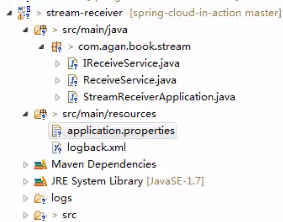 stream-receiver [spring-cloud-in-action master]
src/main/java
com.agan.book.stream
IReceiveService.java
ReceiveService.java
StreamReceiverApplication.java
src/main/resources
application.properties
logback.xml
Maven Dependencies
JRE System Library [JavaSE-1.7]
logs
src